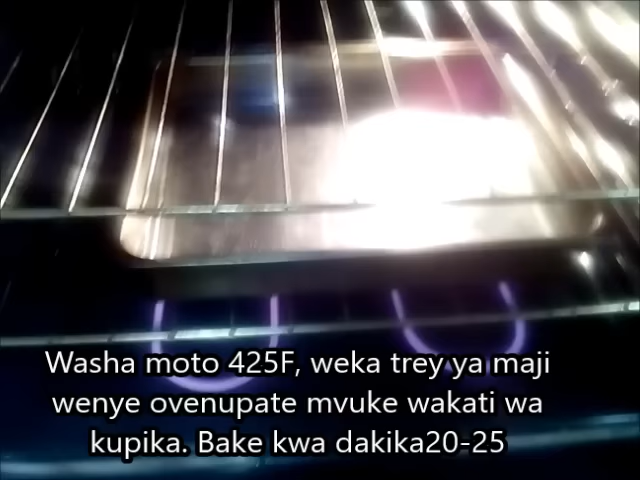 Washa moto 425F, weka trey ya maji
wenye ovenupate mvuke wakati wa
kupika. Bake kwa dakika20-25